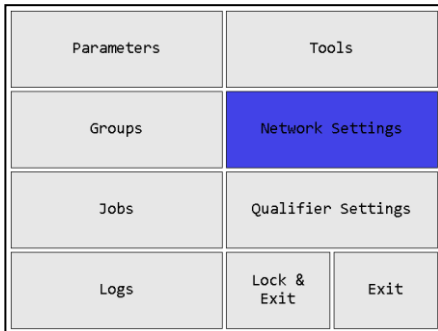 Parameters
Tools
Groups
Network Settings
Jobs
Qualifier Settings
Logs
Lock &
Exit
Exit